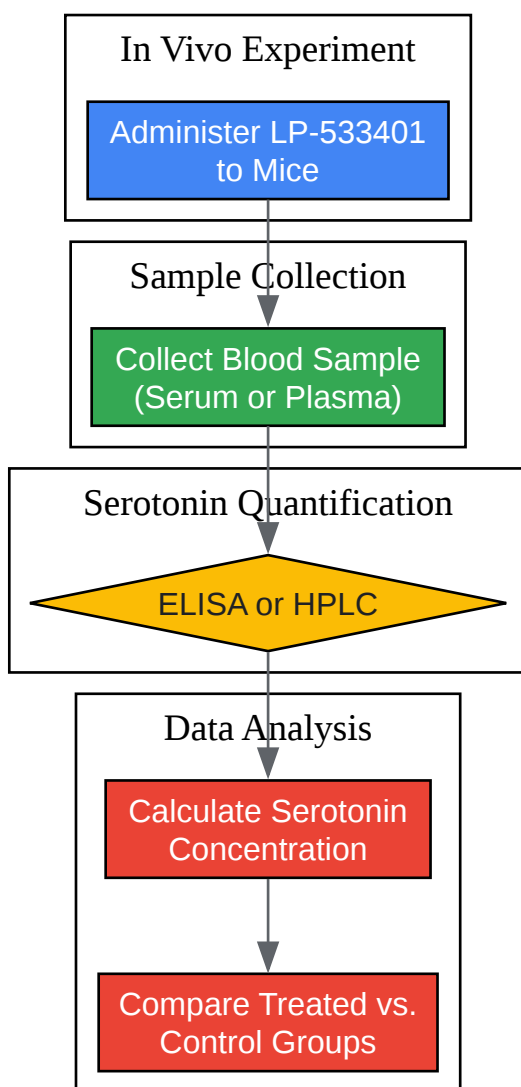 In Vivo Experiment
Administer LP-533401
to Mice
Sample Collection
Collect Blood Sample
(Serum or Plasma)
Serotonin Quantification
ELISA or HPLC
Data Analysis
Calculate Serotonin
Concentration
Compare Treated vs.
Control Groups